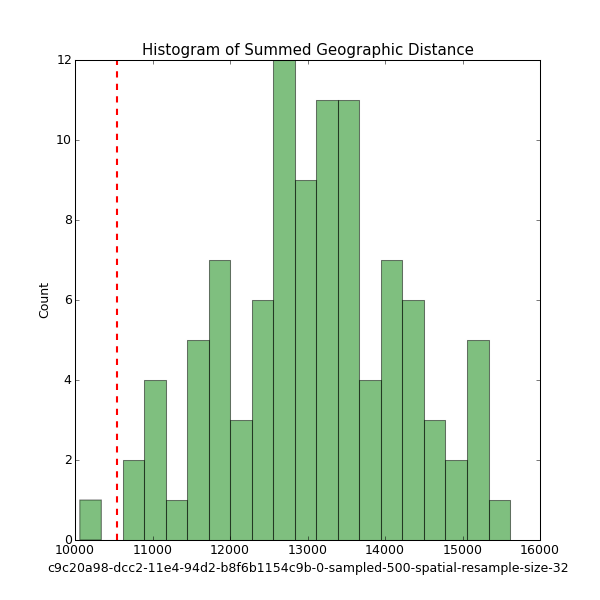 Histogram of Summed Geographic Distance
12
10
8
6
4
2
0
Count
10000 11000 12000 13000 14000 15000 16000
c9c20a98-dcc2-11e4-94d2-b8f6b1154c9b-0-sampled-500-spatial-resample-size-32